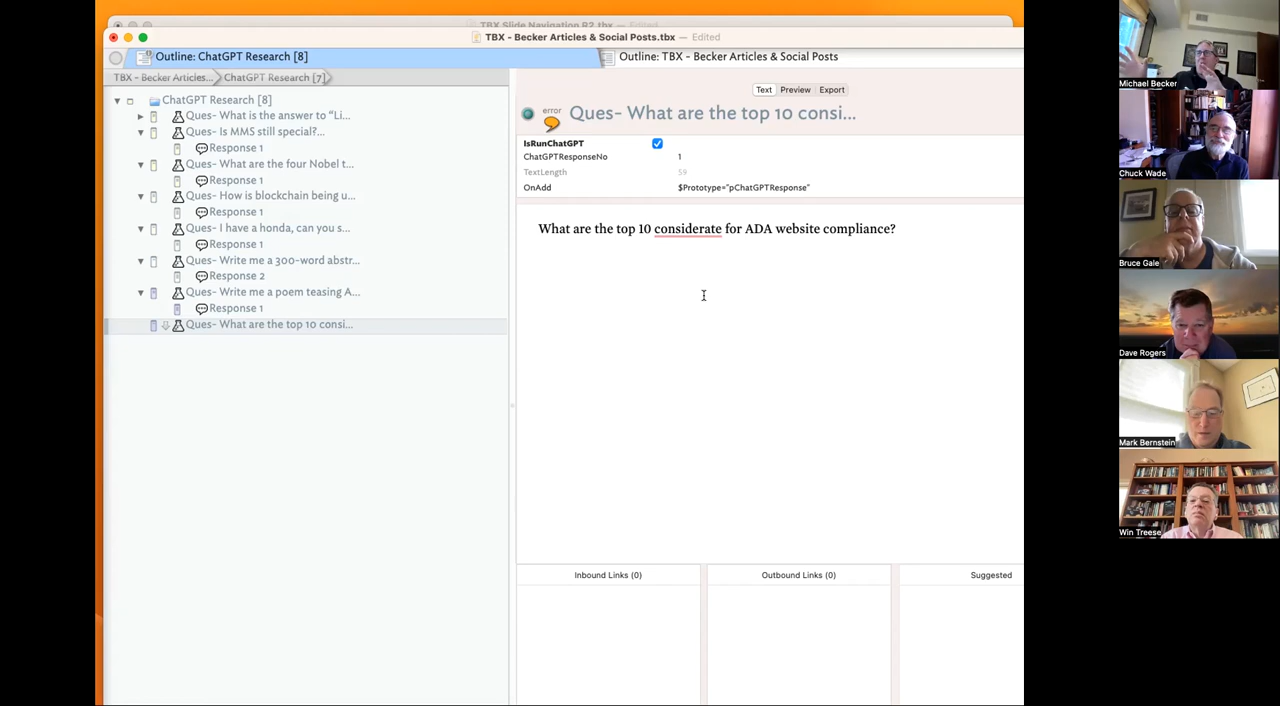 TBX Slide Navigation R2.tbx — Edited
TBX - Becker Articles & Social Posts.tbx — Edited
Outline: ChatGPT Research [8]
Outline: TBX - Becker Articles & Social Posts
TBX - Becker Articles...
ChatGPT Research [7]
ChatGPT Research [8]
Ques- What is the answer to “Li...
Ques- Is MMS still special?...
Response 1
Ques- What are the four Nobel t...
Response 1
Ques- How is blockchain being u...
Response 1
Ques- I have a honda, can you s...
Response 1
Ques- Write me a 300-word abstr...
Response 2
Ques- Write me a poem teasing A...
Response 1
Ques- What are the top 10 consi...
Text
Preview
Export
error
Ques- What are the top 10 consi...
IsRunChatGPT
ChatGPTResponseNo 1
TextLength 59
OnAdd $Prototype="pChatGPTResponse"
What are the top 10 considerate for ADA website compliance?
Inbound Links (0)
Outbound Links (0)
Suggested
Michael Becker
Chuck Wade
Bruce Gale
Dave Rogers
Mark Bernstein
Win Treese